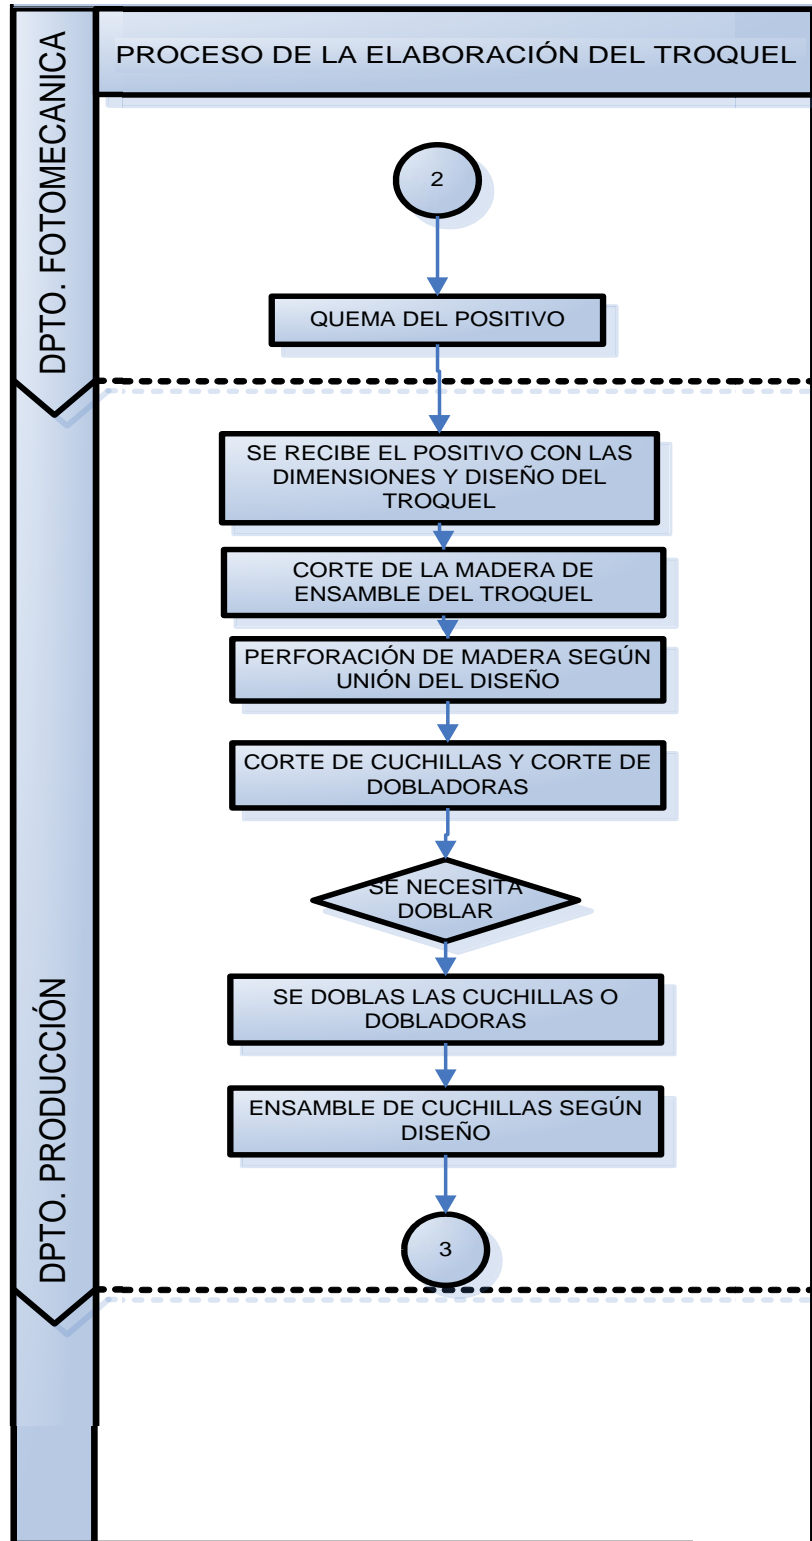 PROCESO DE LA ELABORACIÓN DEL TROQUEL
DPTO. FOTOMECANICA
2
QUEMA DEL POSITIVO
DPTO. PRODUCCIÓN
SE RECIBE EL POSITIVO CON LAS
DIMENSIONES Y DISEÑO DEL
TROQUEL
CORTE DE LA MADERA DE
ENSAMBLE DEL TROQUEL
PERFORACIÓN DE MADERA SEGÚN
UNIÓN DEL DISEÑO
CORTE DE CUCHILLAS Y CORTE DE
DOBLADORAS
SE NECESITA
DOBLAR
SE DOBLAS LAS CUCHILLAS O
DOBLADORAS
ENSAMBLE DE CUCHILLAS SEGÚN
DISEÑO
3